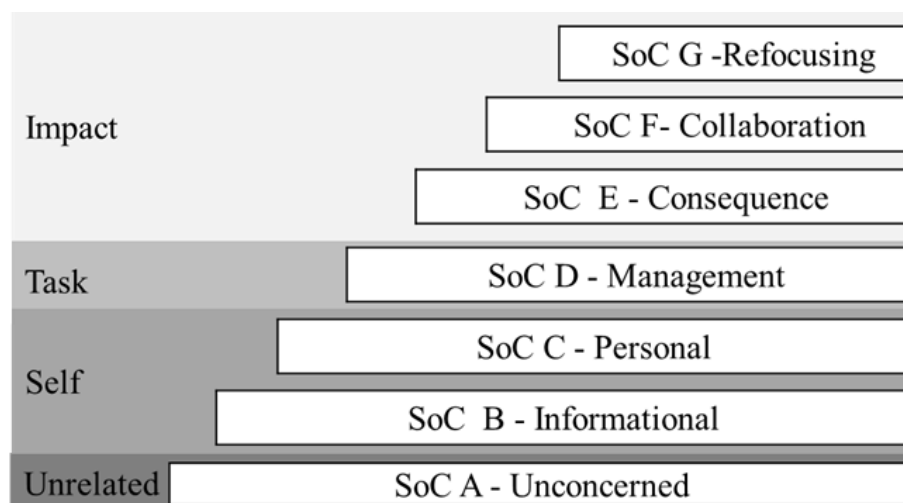 SoC G -Refocusing
Impact
SoC F- Collaboration
SoC E - Consequence
Task
SoC D - Management
SoC C - Personal
Self
SoC B - Informational
Unrelated
SoC A - Unconcerned